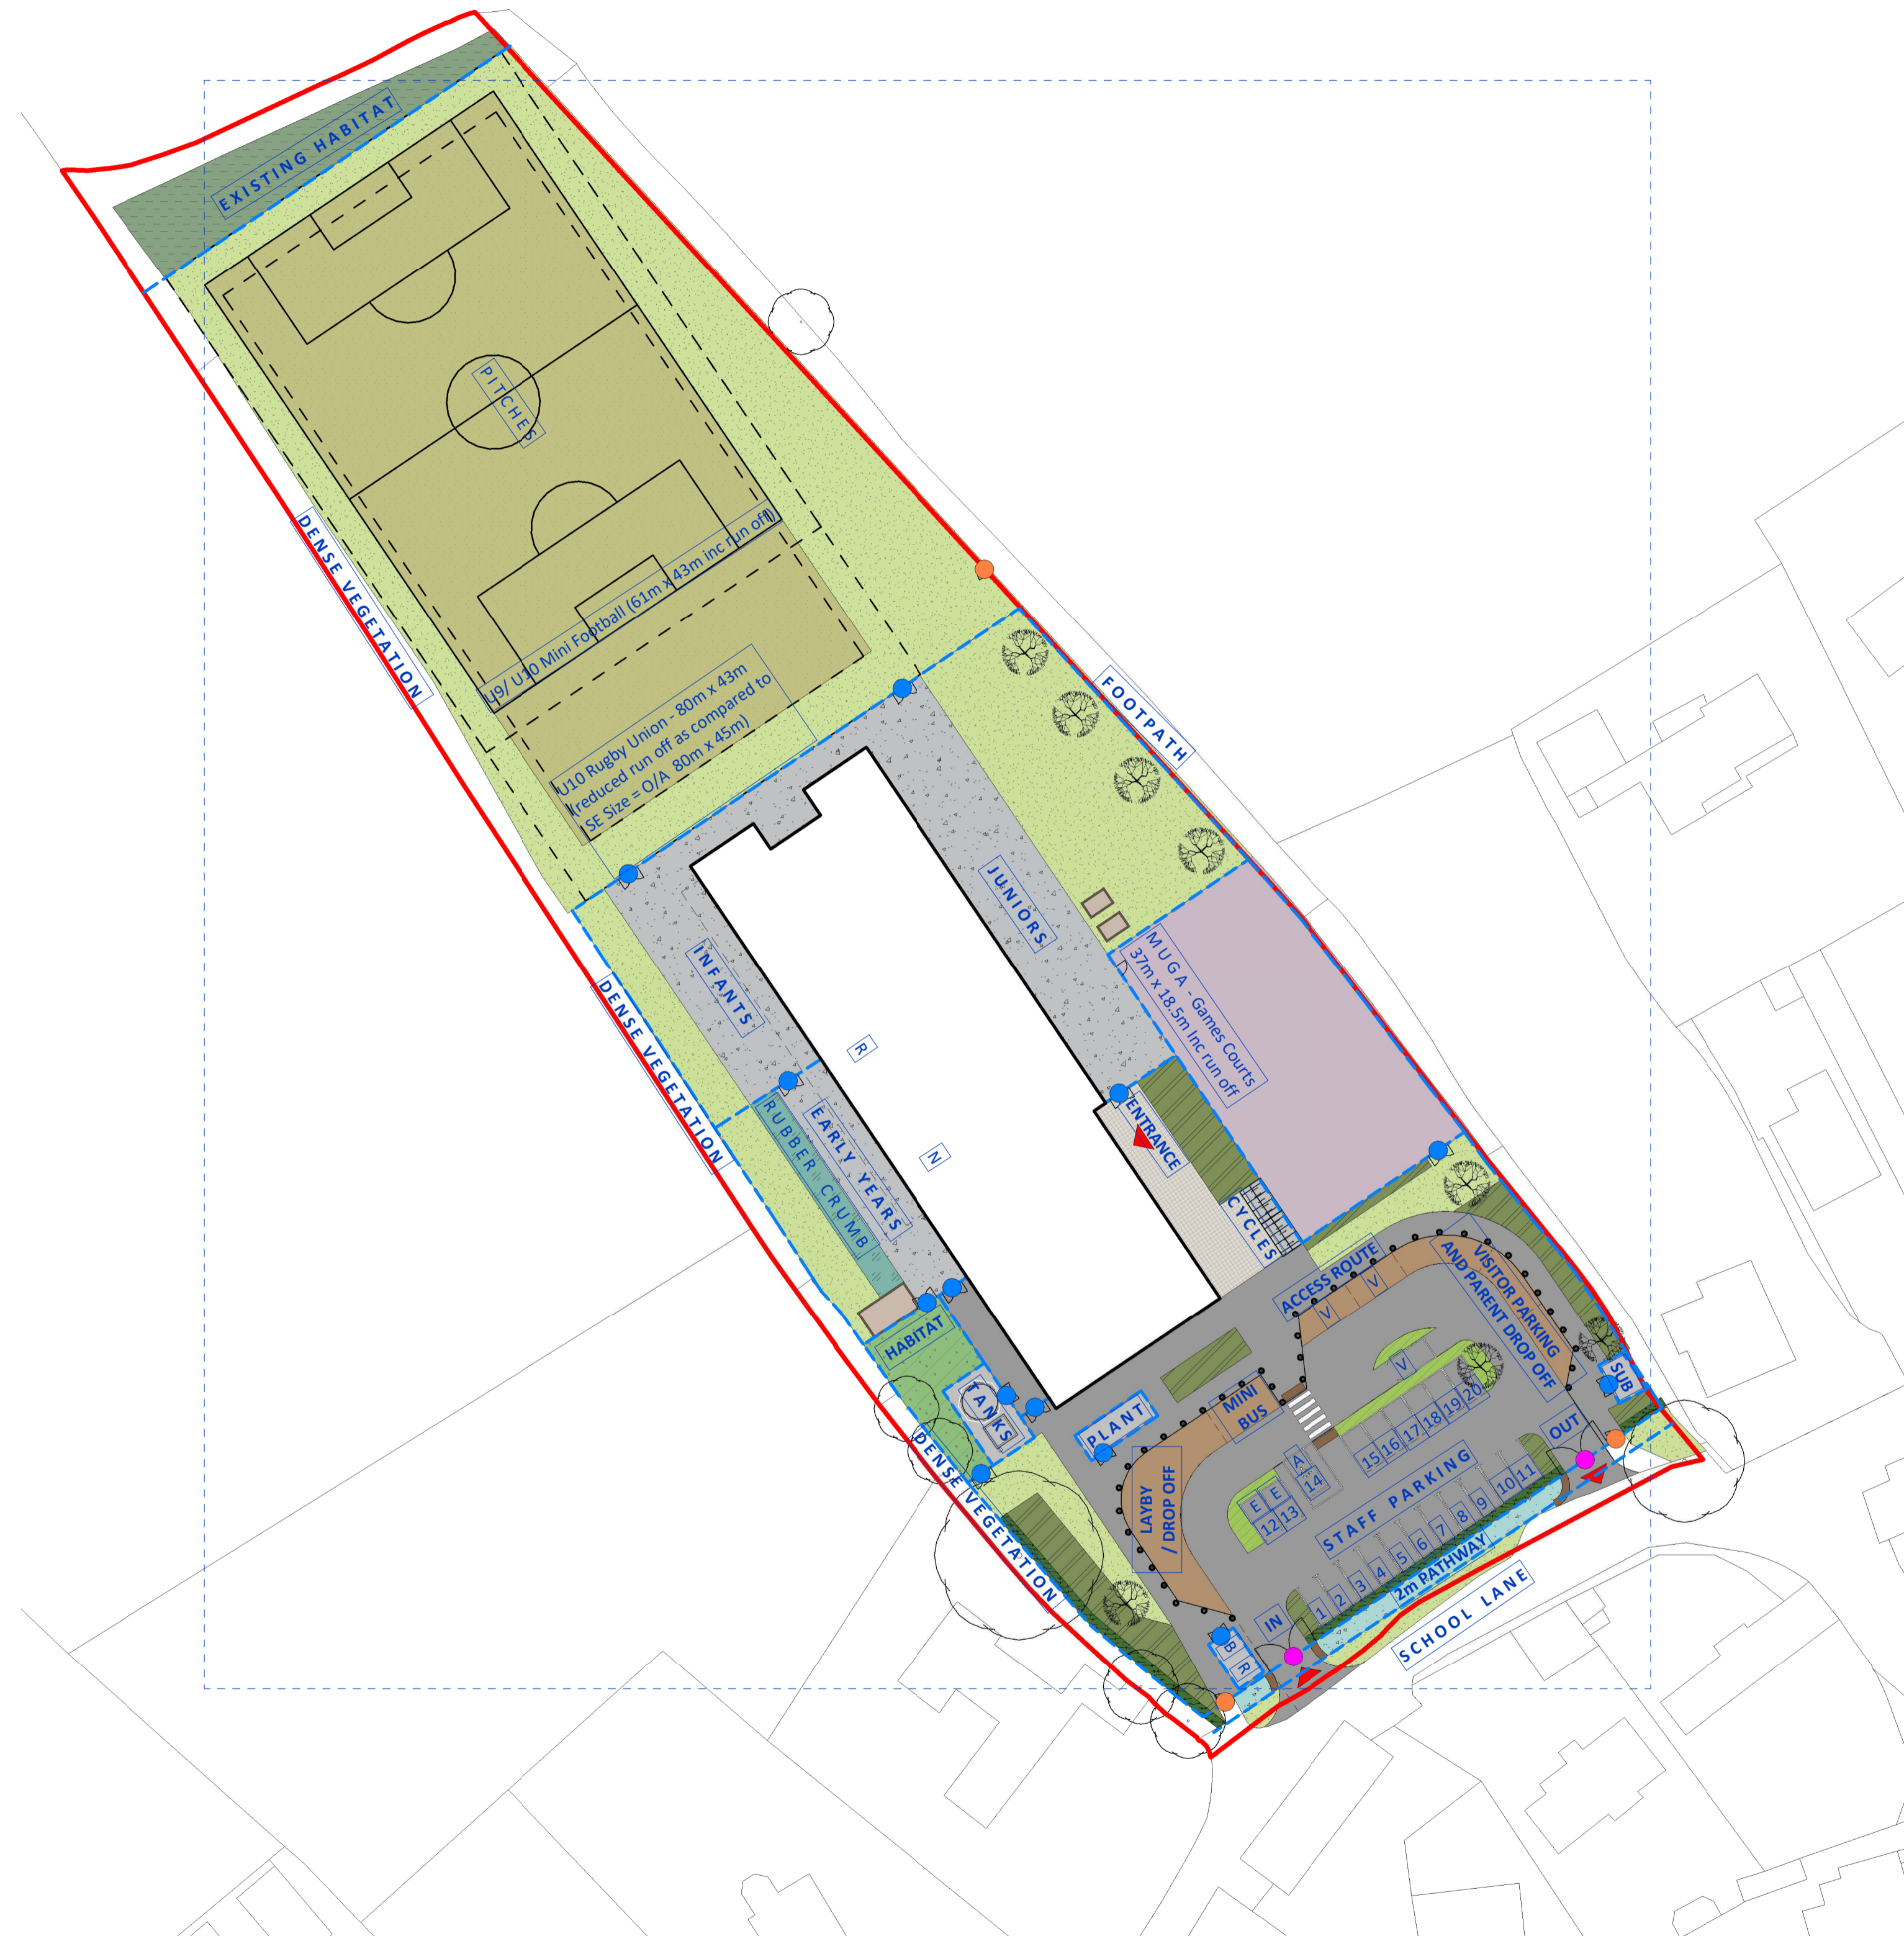 EXISTING HABITAT
PITCHES
DENSE VEGETATION
U9/ U10 Mini Football (61m x 43m inc run off)
U10 Rugby Union - 80m x 43m
(reduced run off as compared to
SE Size = O/A 80m x 45m)
FOOTPATH
JUNIORS
INFANTS
MUGA - Games Courts
37m x 18.5m Inc run off
DENSE VEGETATION
R
N
RUBBER CRUMB
EARLY YEARS
ENTRANCE
CYCLES
ACCESS ROUTE
VISITOR PARKING
AND PARENT DROP OFF
V
V
V
HABITAT
TANKS
PLANT
MINI
BUS
SUB
OUT
LAYBY
/ DROP OFF
A
14
E
E
12
13
15
16
17
18
19
20
STAFF PARKING
1
2
3
4
5
6
7
8
9
10
11
2m PATHWAY
SCHOOL LANE
IN
B R
DENSE VEGETATION